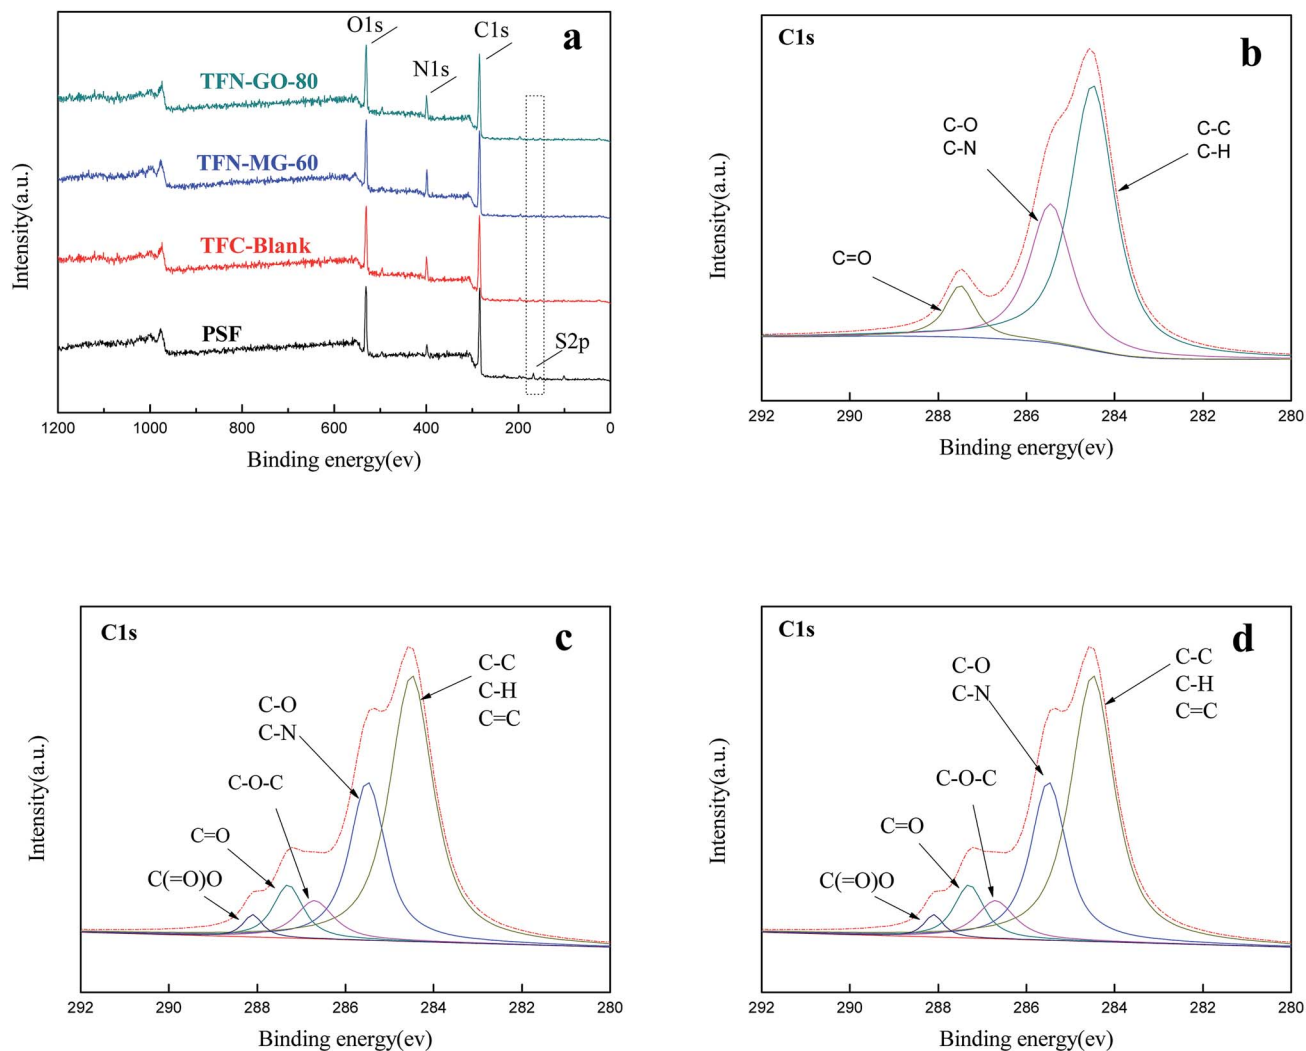 a
O1s
C1s
N1s
TFN-GO-80
TFN-MG-60
TFC-Blank
PSF
S2p
Intensity(a.u.)
1200 1000 800 600 400 200 0
Binding energy(ev)
C1s
b
C-O
C-N
C-C
C-H
C=O
Intensity(a.u.)
292 290 288 286 284 282 280
Binding energy(ev)
C1s
c
C-C
C-H
C=C
C-O
C-N
C-O-C
C=O
C(=O)O
Intensity(a.u.)
292 290 288 286 284 282 280
Binding energy(ev)
C1s
d
C-O
C-N
C-C
C-H
C=C
C-O-C
C=O
C(=O)O
Intensity(a.u.)
292 290 288 286 284 282 280
Binding energy(ev)